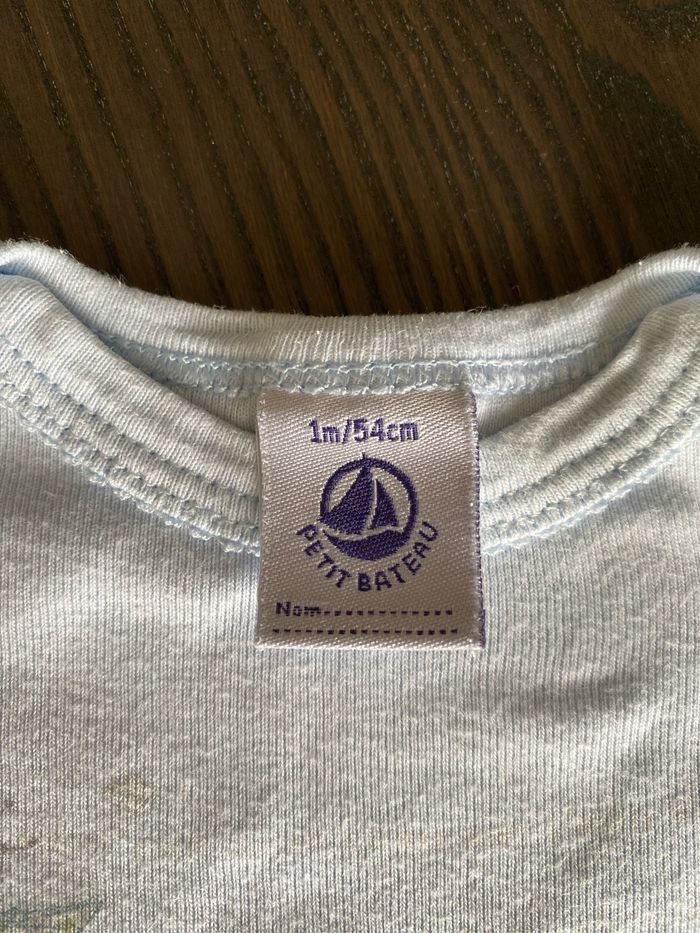 1m/54cm
PETIT BATEAU
Nom.............
..................